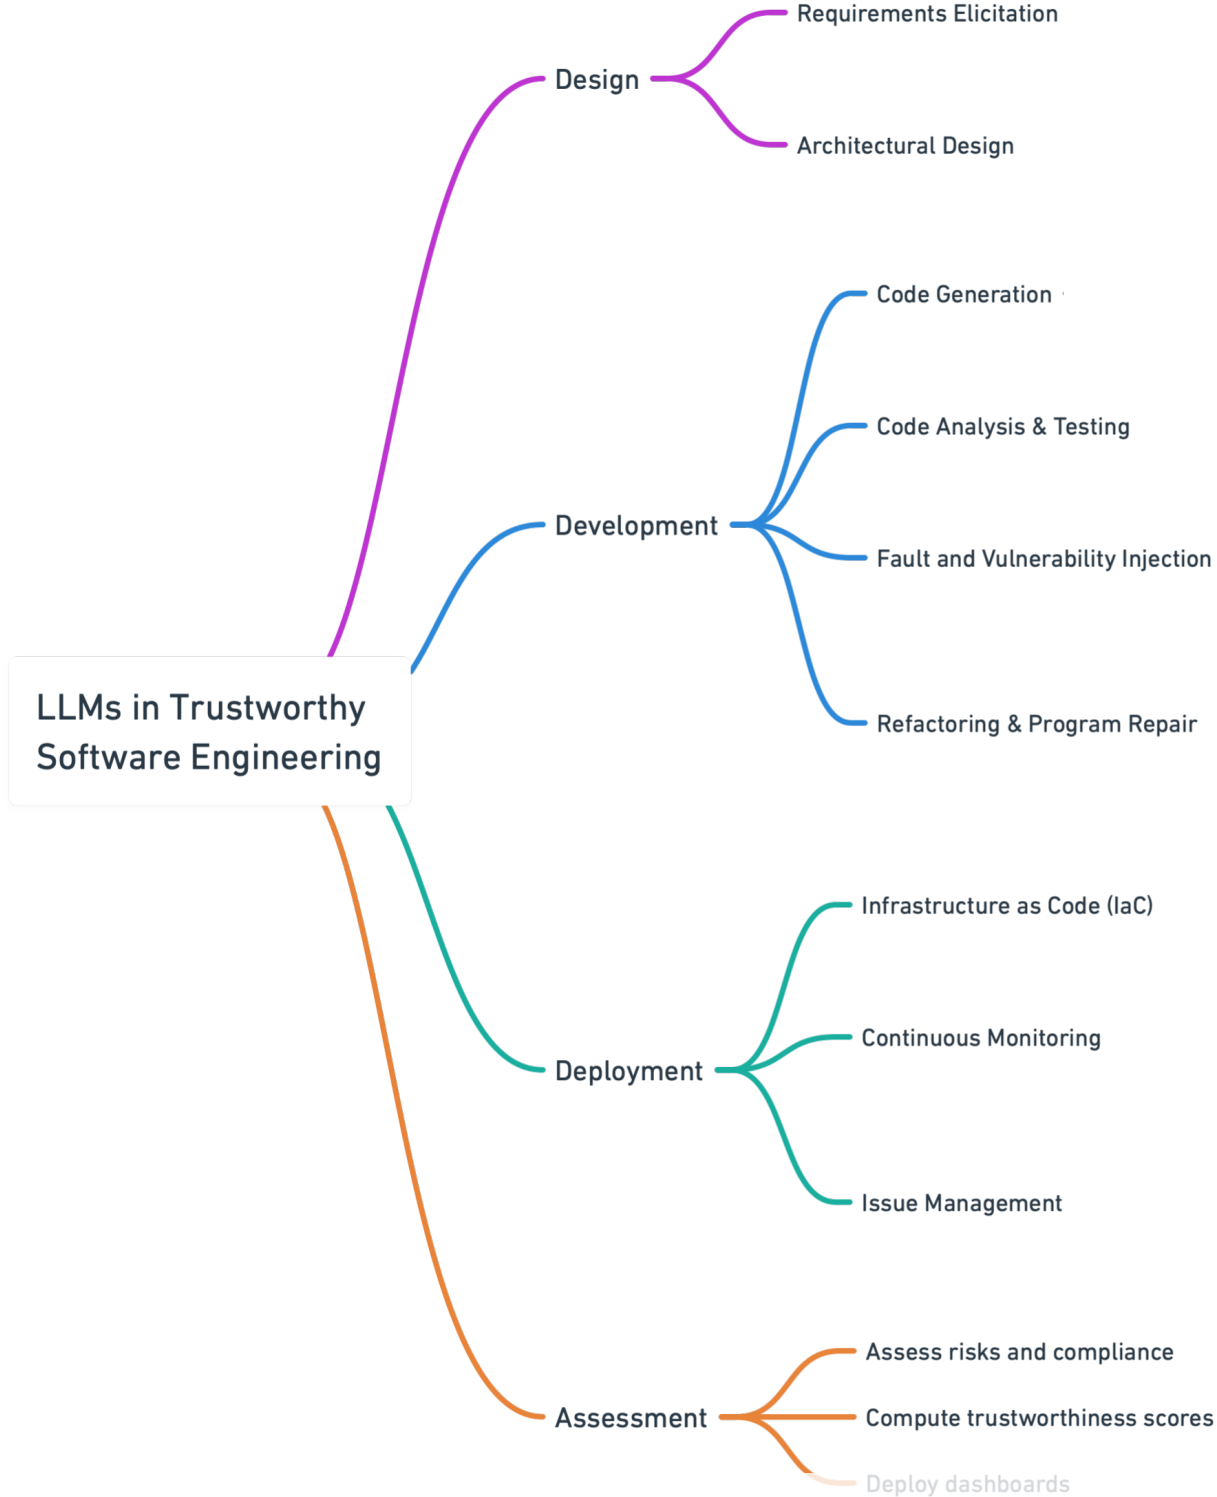 Requirements Elicitation
Design
Architectural Design
Code Generation
Code Analysis & Testing
Development
Fault and Vulnerability Injection
LLMs in Trustworthy
Software Engineering
Refactoring & Program Repair
Infrastructure as Code (IaC)
Continuous Monitoring
Deployment
Issue Management
Assess risks and compliance
Assessment
Compute trustworthiness scores
Deploy dashboards